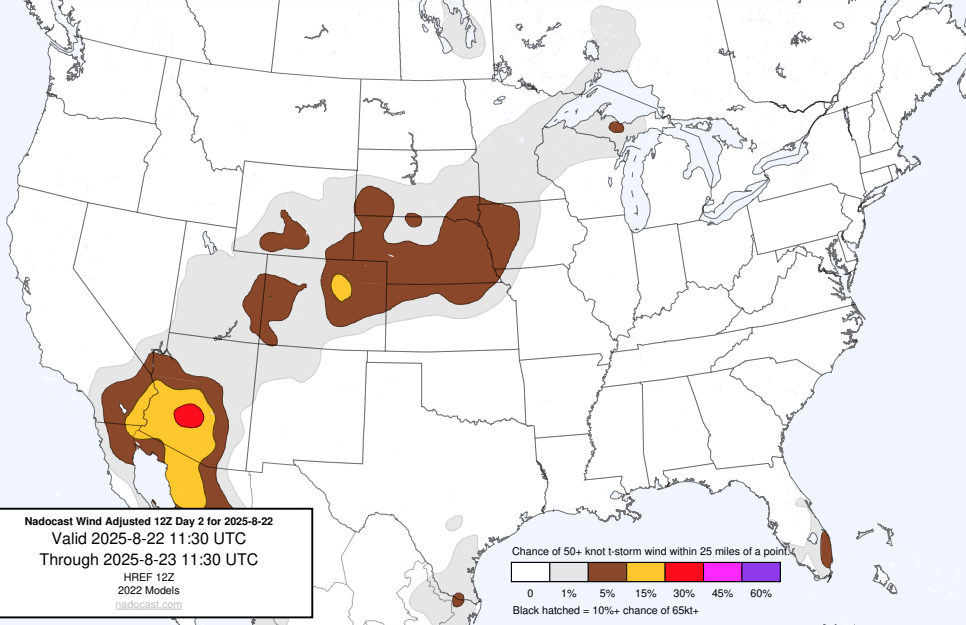 Nadocast Wind Adjusted 12Z Day 2 for 2025-8-22
Valid 2025-8-22 11:30 UTC
Through 2025-8-23 11:30 UTC
HREF 12Z
2022 Models
nadocast.com
Chance of 50+ knot t-storm wind within 25 miles of a point.
0 1% 5% 15% 30% 45% 60%
Black hatched = 10%+ chance of 65kt+